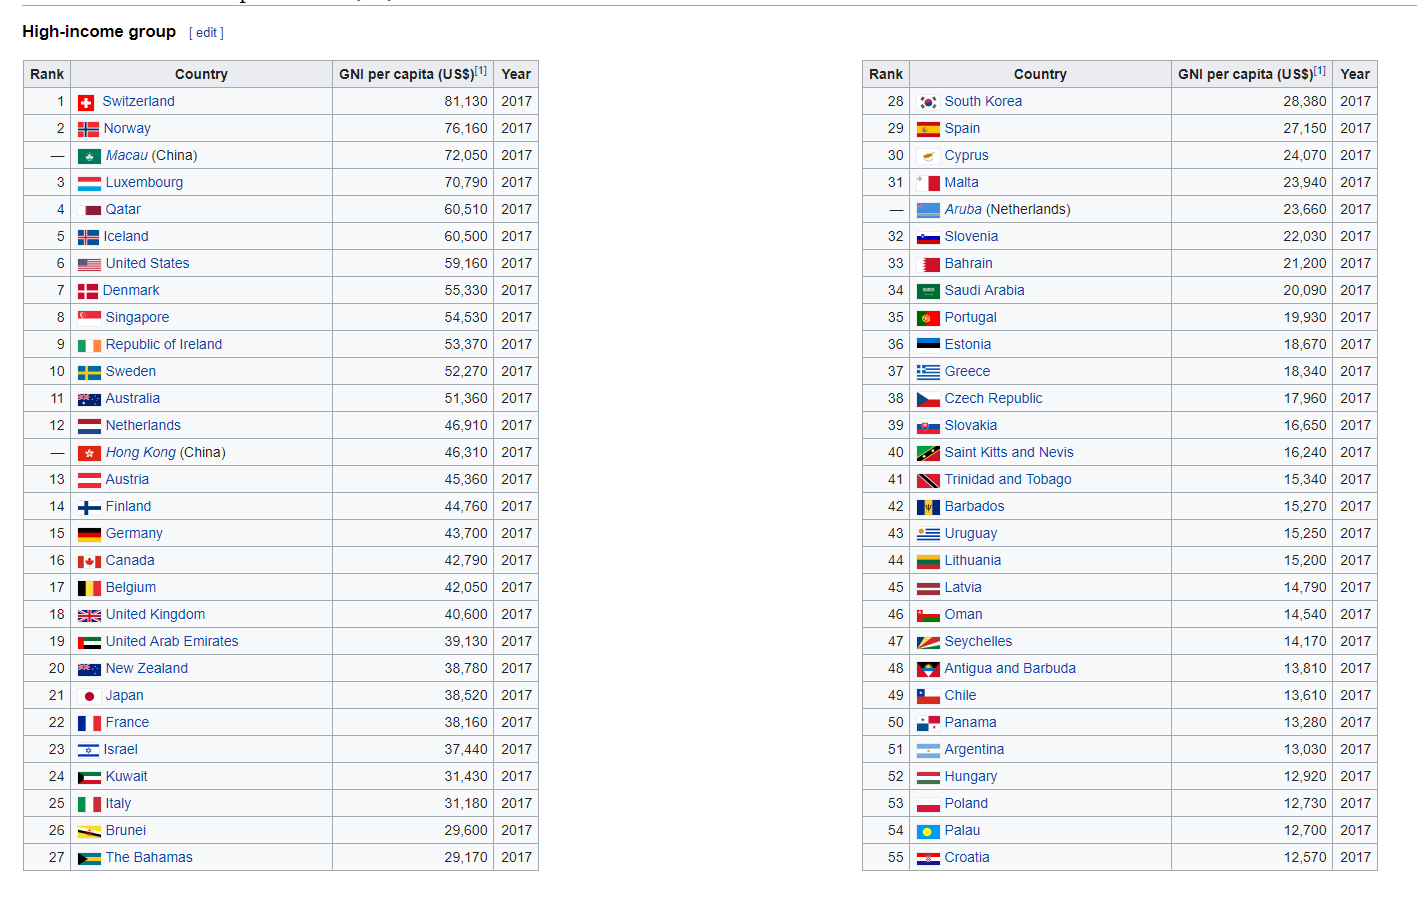 High-income group [ edit ]
Rank Country GNI per capita (US$)[1] Year
1 Switzerland 81,130 2017
2 Norway 76,160 2017
— Macau (China) 72,050 2017
3 Luxembourg 70,790 2017
4 Qatar 60,510 2017
5 Iceland 60,500 2017
6 United States 59,160 2017
7 Denmark 55,330 2017
8 Singapore 54,530 2017
9 Republic of Ireland 53,370 2017
10 Sweden 52,270 2017
11 Australia 51,360 2017
12 Netherlands 46,910 2017
— Hong Kong (China) 46,310 2017
13 Austria 45,360 2017
14 Finland 44,760 2017
15 Germany 43,700 2017
16 Canada 42,790 2017
17 Belgium 42,050 2017
18 United Kingdom 40,600 2017
19 United Arab Emirates 39,130 2017
20 New Zealand 38,780 2017
21 Japan 38,520 2017
22 France 38,160 2017
23 Israel 37,440 2017
24 Kuwait 31,430 2017
25 Italy 31,180 2017
26 Brunei 29,600 2017
27 The Bahamas 29,170 2017
Rank Country GNI per capita (US$)[1] Year
28 South Korea 28,380 2017
29 Spain 27,150 2017
30 Cyprus 24,070 2017
31 Malta 23,940 2017
— Aruba (Netherlands) 23,660 2017
32 Slovenia 22,030 2017
33 Bahrain 21,200 2017
34 Saudi Arabia 20,090 2017
35 Portugal 19,930 2017
36 Estonia 18,670 2017
37 Greece 18,340 2017
38 Czech Republic 17,960 2017
39 Slovakia 16,650 2017
40 Saint Kitts and Nevis 16,240 2017
41 Trinidad and Tobago 15,340 2017
42 Barbados 15,270 2017
43 Uruguay 15,250 2017
44 Lithuania 15,200 2017
45 Latvia 14,790 2017
46 Oman 14,540 2017
47 Seychelles 14,170 2017
48 Antigua and Barbuda 13,810 2017
49 Chile 13,610 2017
50 Panama 13,280 2017
51 Argentina 13,030 2017
52 Hungary 12,920 2017
53 Poland 12,730 2017
54 Palau 12,700 2017
55 Croatia 12,570 2017